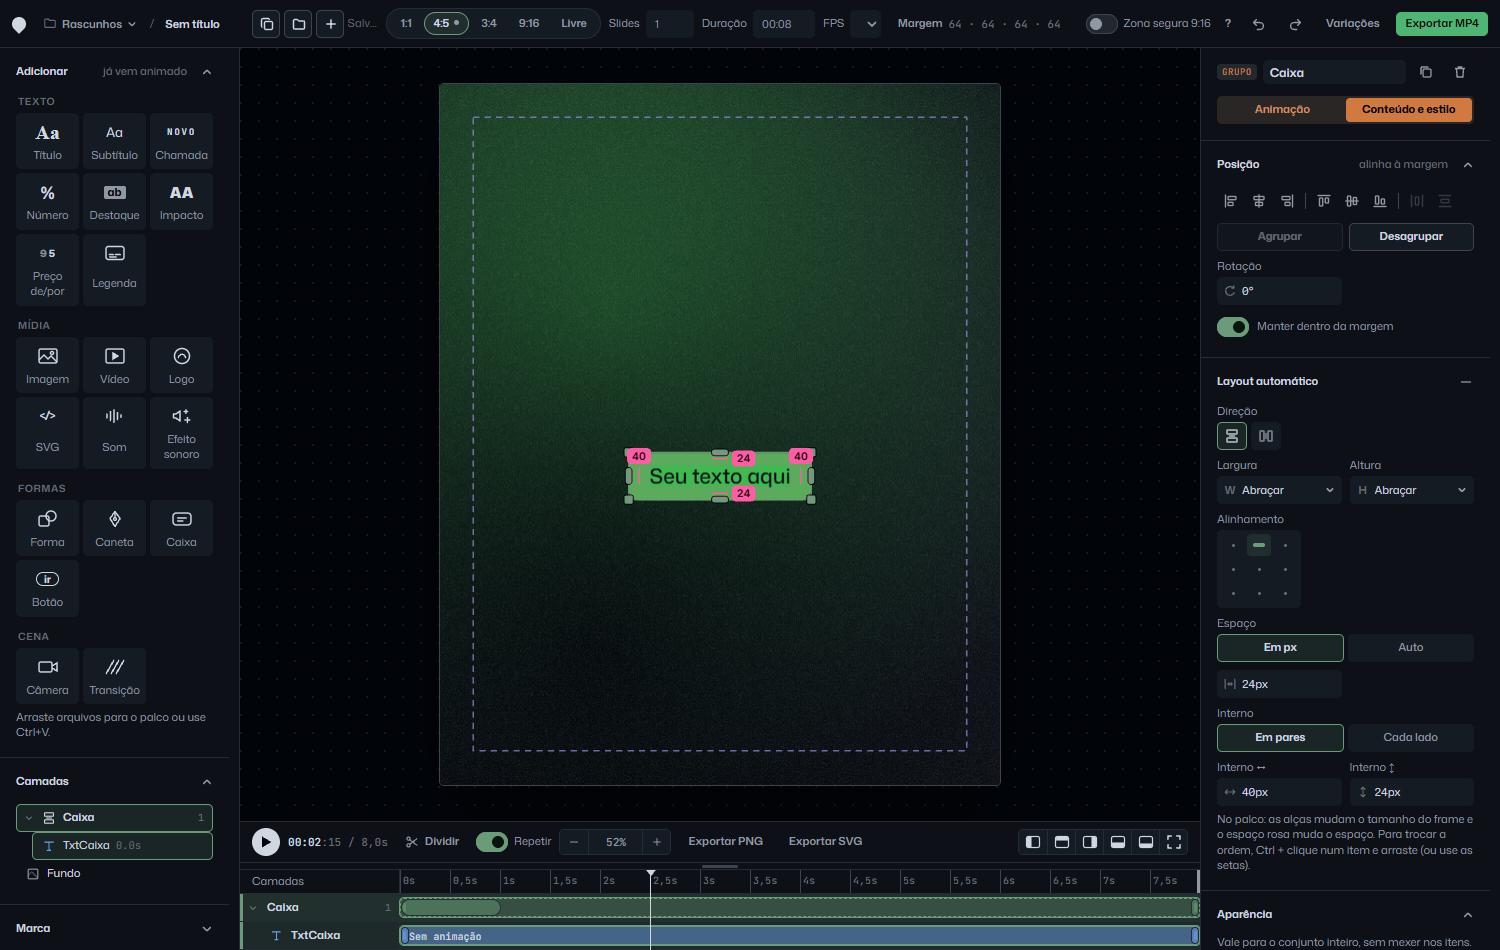 Rascunhos / Sem título
Salv...
1:1 4:5 3:4 9:16 Livre
Slides 1 Duração 00:08 FPS
Margem 64 · 64 · 64 · 64
Zona segura 9:16 ?
Variações
Exportar MP4
Adicionar já vem animado
TEXTO
Aa Aa NOVO
Título Subtítulo Chamada
% ab AA
Número Destaque Impacto
9 5
Preço de/por
Legenda
MÍDIA
Imagem Vídeo Logo
</>
SVG Som Efeito sonoro
FORMAS
Forma Caneta Caixa
ir
Botão
CENA
Câmera Transição
Arraste arquivos para o palco ou use
Ctrl+V.
Camadas
Caixa 1
TxtCaixa 0.0s
Fundo
Marca
40 24 40
Seu texto aqui
24
00:02:15 / 8,0s
Dividir
Repetir
− 52% +
Exportar PNG
Exportar SVG
Camadas
0s 0,5s 1s 1,5s 2s 2,5s 3s 3,5s 4s 4,5s 5s 5,5s 6s 6,5s 7s 7,5s
Caixa 1
TxtCaixa
Sem animação
GRUPO Caixa
Animação Conteúdo e estilo
Posição alinha à margem
Agrupar Desagrupar
Rotação
0°
Manter dentro da margem
Layout automático
Direção
Largura Altura
W Abraçar H Abraçar
Alinhamento
Espaço
Em px Auto
24px
Interno
Em pares Cada lado
Interno ↔ Interno ↕
40px 24px
No palco: as alças mudam o tamanho do frame e
o espaço rosa muda o espaço. Para trocar a
ordem, Ctrl + clique num item e arraste (ou use as
setas).
Aparência
Vale para o conjunto inteiro, sem mexer nos itens.